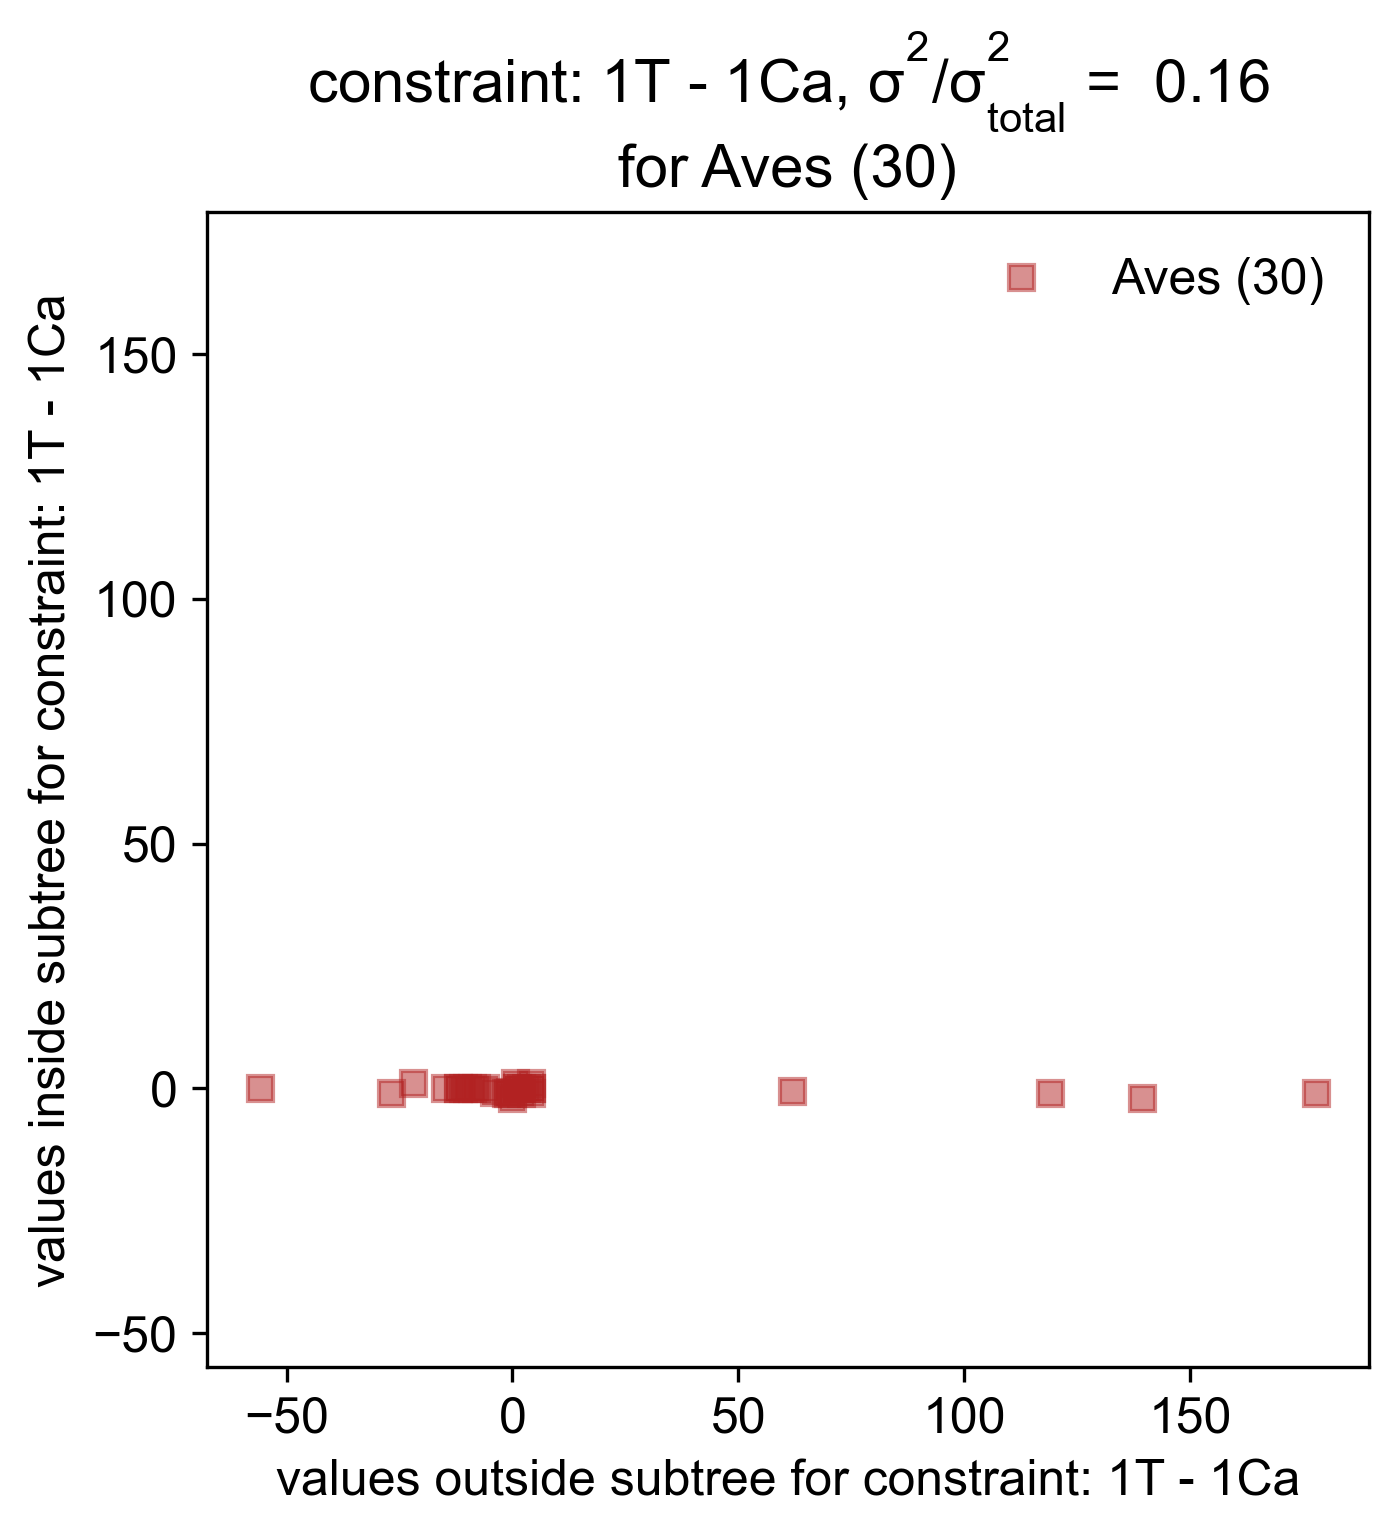 constraint: 1T - 1Ca, σ²/σ²total = 0.16
for Aves (30)
Aves (30)
values inside subtree for constraint: 1T - 1Ca
150
100
50
0
−50
−50 0 50 100 150
values outside subtree for constraint: 1T - 1Ca